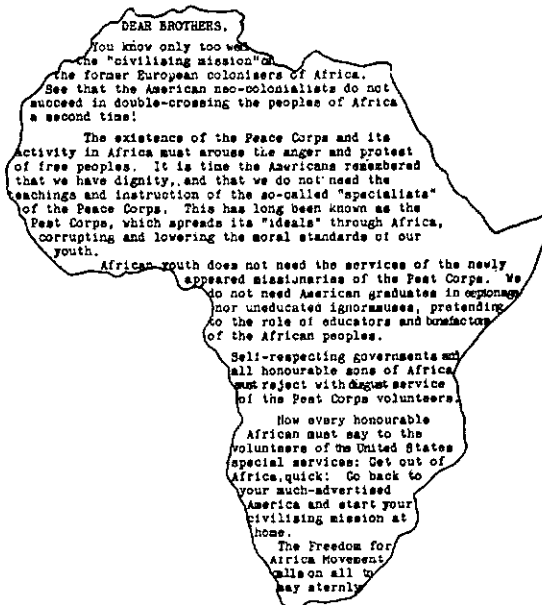 DEAR BROTHERS,
You know only too well
the "civilising mission" of
the former European colonisers of Africa.
See that the American neo-colonialists do not
succeed in double-crossing the peoples of Africa
a second time!
The existence of the Peace Corps and its
activity in Africa must arouse the anger and protest
of free peoples. It is time the Americans remembered
that we have dignity, and that we do not need the
teachings and instruction of the so-called "specialists"
of the Peace Corps. This has long been known as the
Pest Corps, which spreads its "ideals" through Africa,
corrupting and lowering the moral standards of our
youth.
African youth does not need the services of the newly
appeared missionaries of the Pest Corps. We
do not need American graduates in espionage
nor uneducated ignoramuses, pretending
to the role of educators and benefactors
of the African peoples.
Self-respecting governments and
all honourable sons of Africa
must reject with disgust service
of the Pest Corps volunteers.
Now every honourable
African must say to the
volunteers of the United States
special services: Get out of
Africa, quick! Go back to
your much-advertised
America and start your
civilising mission at
home.
The Freedom for
Africa Movement
calls on all to
say sternly